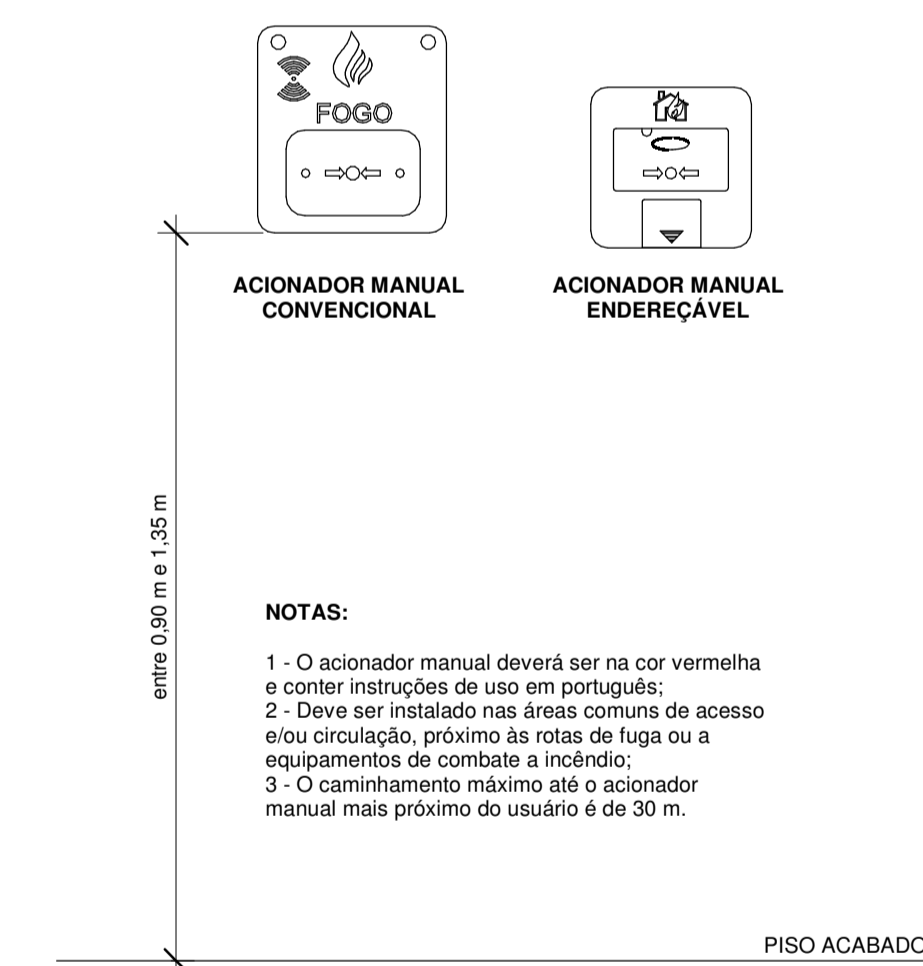 FOGO
ACIONADOR MANUAL
CONVENCIONAL
ACIONADOR MANUAL
ENDEREÇÁVEL
entre 0,90 m e 1,35 m
NOTAS:
1 - O acionador manual deverá ser na cor vermelha
e conter instruções de uso em português;
2 - Deve ser instalado nas áreas comuns de acesso
e/ou circulação, próximo às rotas de fuga ou a
equipamentos de combate a incêndio;
3 - O caminhamento máximo até o acionador
manual mais próximo do usuário é de 30 m.
PISO ACABADO